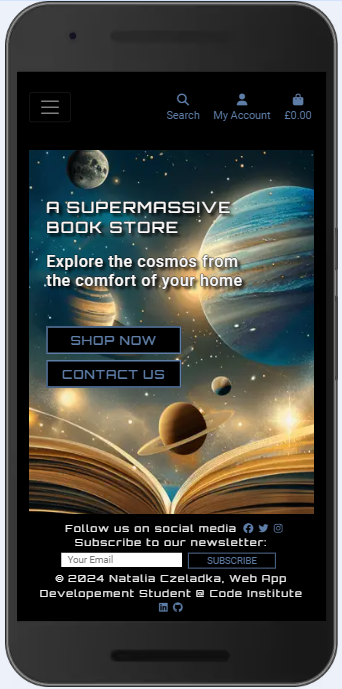 Search My Account £0.00
A SUPERMASSIVE
BOOK STORE
Explore the cosmos from
the comfort of your home
SHOP NOW
CONTACT US
Follow us on social media
Subscribe to our newsletter:
Your Email SUBSCRIBE
© 2024 Natalia Czeladka, Web App
Developement Student @ Code Institute